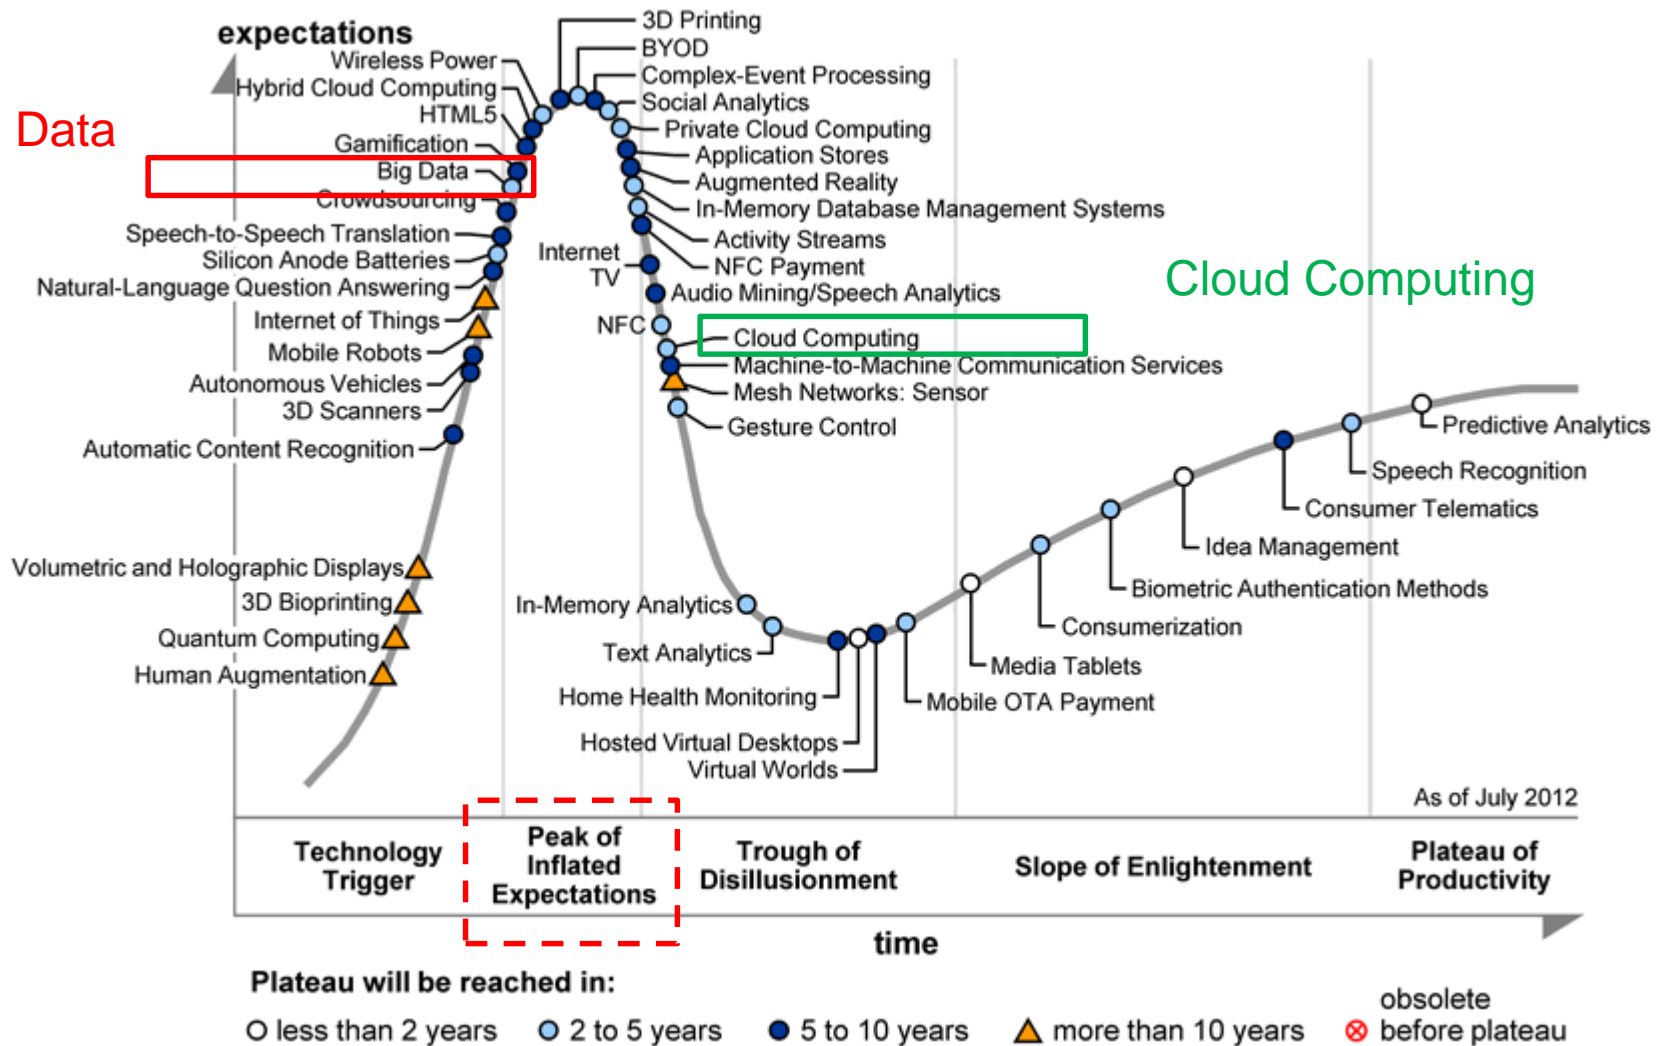 expectations
Data
Wireless Power
Hybrid Cloud Computing
HTML5
Gamification
Big Data
Crowdsourcing
Speech-to-Speech Translation
Silicon Anode Batteries
Natural-Language Question Answering
Internet of Things
Mobile Robots
Autonomous Vehicles
3D Scanners
Automatic Content Recognition
Volumetric and Holographic Displays
3D Bioprinting
Quantum Computing
Human Augmentation
3D Printing
BYOD
Complex-Event Processing
Social Analytics
Private Cloud Computing
Application Stores
Augmented Reality
In-Memory Database Management Systems
Activity Streams
NFC Payment
Internet
TV
Audio Mining/Speech Analytics
NFC
Cloud Computing
Cloud Computing
Machine-to-Machine Communication Services
Mesh Networks: Sensor
Gesture Control
In-Memory Analytics
Text Analytics
Home Health Monitoring
Hosted Virtual Desktops
Virtual Worlds
Mobile OTA Payment
Media Tablets
Consumerization
Biometric Authentication Methods
Idea Management
Consumer Telematics
Speech Recognition
Predictive Analytics
As of July 2012
Technology
Trigger
Peak of
Inflated
Expectations
Trough of
Disillusionment
Slope of Enlightenment
Plateau of
Productivity
time
Plateau will be reached in:
less than 2 years
2 to 5 years
5 to 10 years
more than 10 years
obsolete
before plateau